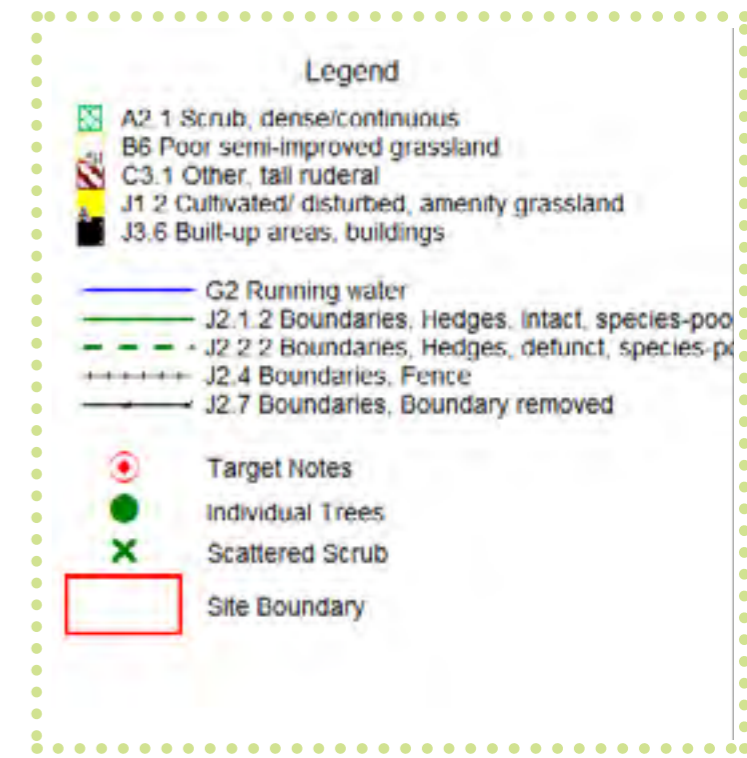 Legend
A2.1 Scrub, dense/continuous
B6 Poor semi-improved grassland
C3.1 Other, tall ruderal
J1.2 Cultivated/ disturbed, amenity grassland
J3.6 Built-up areas, buildings
G2 Running water
J2.1.2 Boundaries, Hedges, Intact, species-poo
J2.2.2 Boundaries, Hedges, defunct, species-po
J2.4 Boundaries, Fence
J2.7 Boundaries, Boundary removed
Target Notes
Individual Trees
Scattered Scrub
Site Boundary